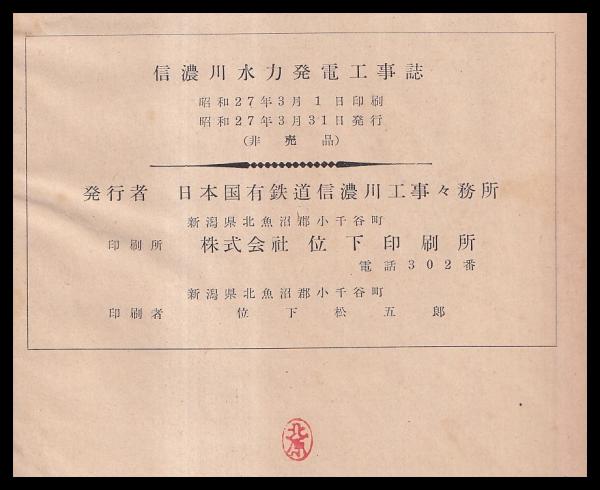 信濃川水力発電工事誌
昭和27年3月1日印刷
昭和27年3月31日発行
(非売品)
発行者 日本国有鉄道信濃川工事々務所
新潟県北魚沼郡小千谷町
印刷所 株式会社 位下印刷所
電話302番
新潟県北魚沼郡小千谷町
印刷者 位下松五郎
北原